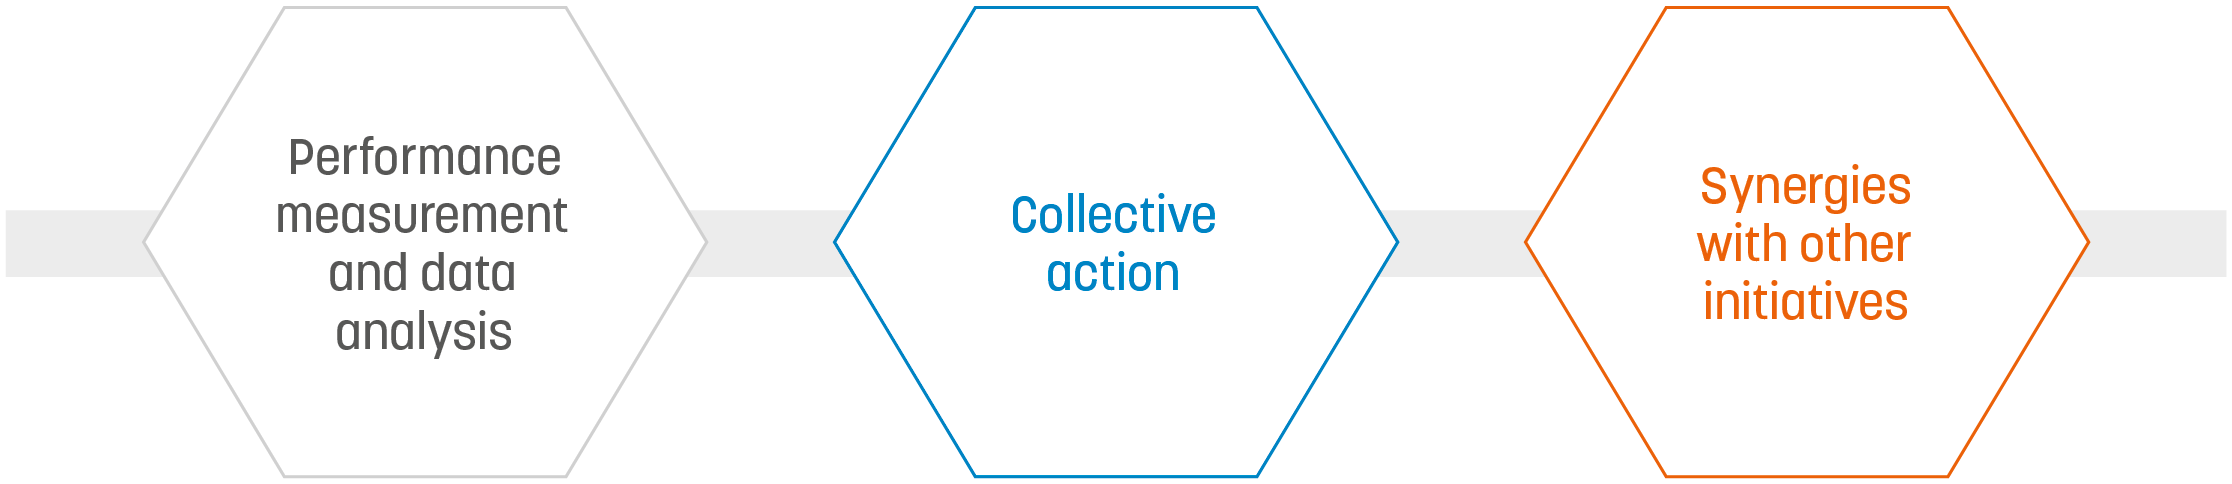 Performance
measurement
and data
analysis
Collective
action
Synergies
with other
initiatives